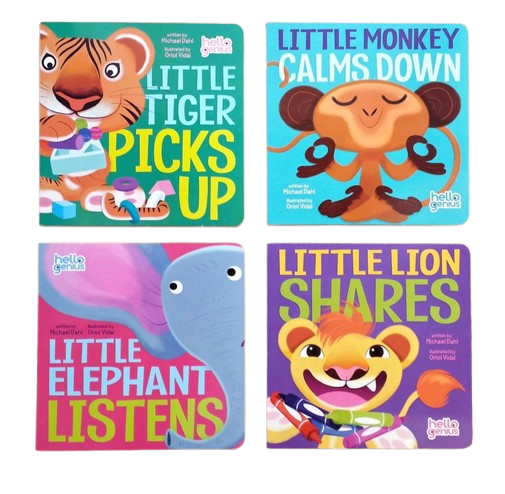 written by
Michael Dahl
illustrated by
Oriol Vidal
hello
genius
LITTLE
TIGER
PICKS
UP
LITTLE MONKEY
CALMS DOWN
written by
Michael Dahl
illustrated by
Oriol Vidal
hello
genius
hello
genius
written by illustrated by
Michael Dahl Oriol Vidal
LITTLE
ELEPHANT
LISTENS
LITTLE LION
SHARES
written by
Michael Dahl
illustrated by
Oriol Vidal
hello
genius